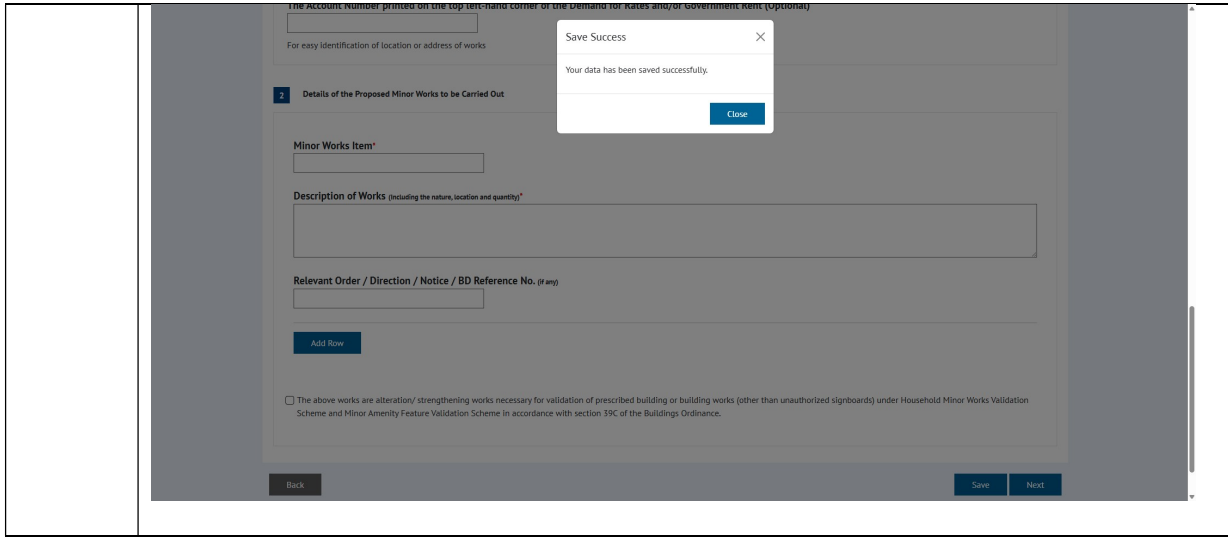 The Account Number printed on the top left-hand corner of the Demand for Rates and/or Government Rent (Optional)
For easy identification of location or address of works
Save Success
Your data has been saved successfully.
Close
2 Details of the Proposed Minor Works to be Carried Out
Minor Works Item*
Description of Works (including the nature, location and quantity)*
Relevant Order / Direction / Notice / BD Reference No. (if any)
Add Row
The above works are alteration/ strengthening works necessary for validation of prescribed building or building works (other than unauthorized signboards) under Household Minor Works Validation
Scheme and Minor Amenity Feature Validation Scheme in accordance with section 39C of the Buildings Ordinance.
Back
Save
Next